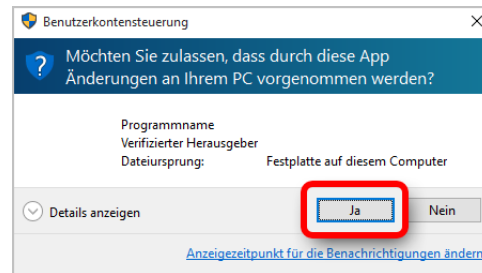 Benutzerkontensteuerung
Möchten Sie zulassen, dass durch diese App
Änderungen an Ihrem PC vorgenommen werden?
Programmname
Verifizierter Herausgeber
Dateiursprung: Festplatte auf diesem Computer
Details anzeigen Ja Nein
Anzeigezeitpunkt für die Benachrichtigungen ändern